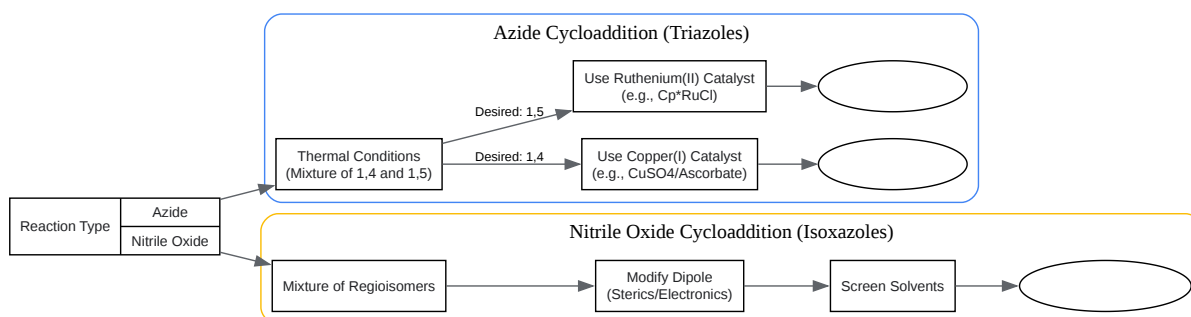 Azide Cycloaddition (Triazoles)
Use Ruthenium(II) Catalyst
(e.g., Cp*RuCl)
Desired: 1,5
Thermal Conditions
(Mixture of 1,4 and 1,5)
Desired: 1,4
Use Copper(I) Catalyst
(e.g., CuSO4/Ascorbate)
Reaction Type
Azide
Nitrile Oxide
Nitrile Oxide Cycloaddition (Isoxazoles)
Mixture of Regioisomers
Modify Dipole
(Sterics/Electronics)
Screen Solvents